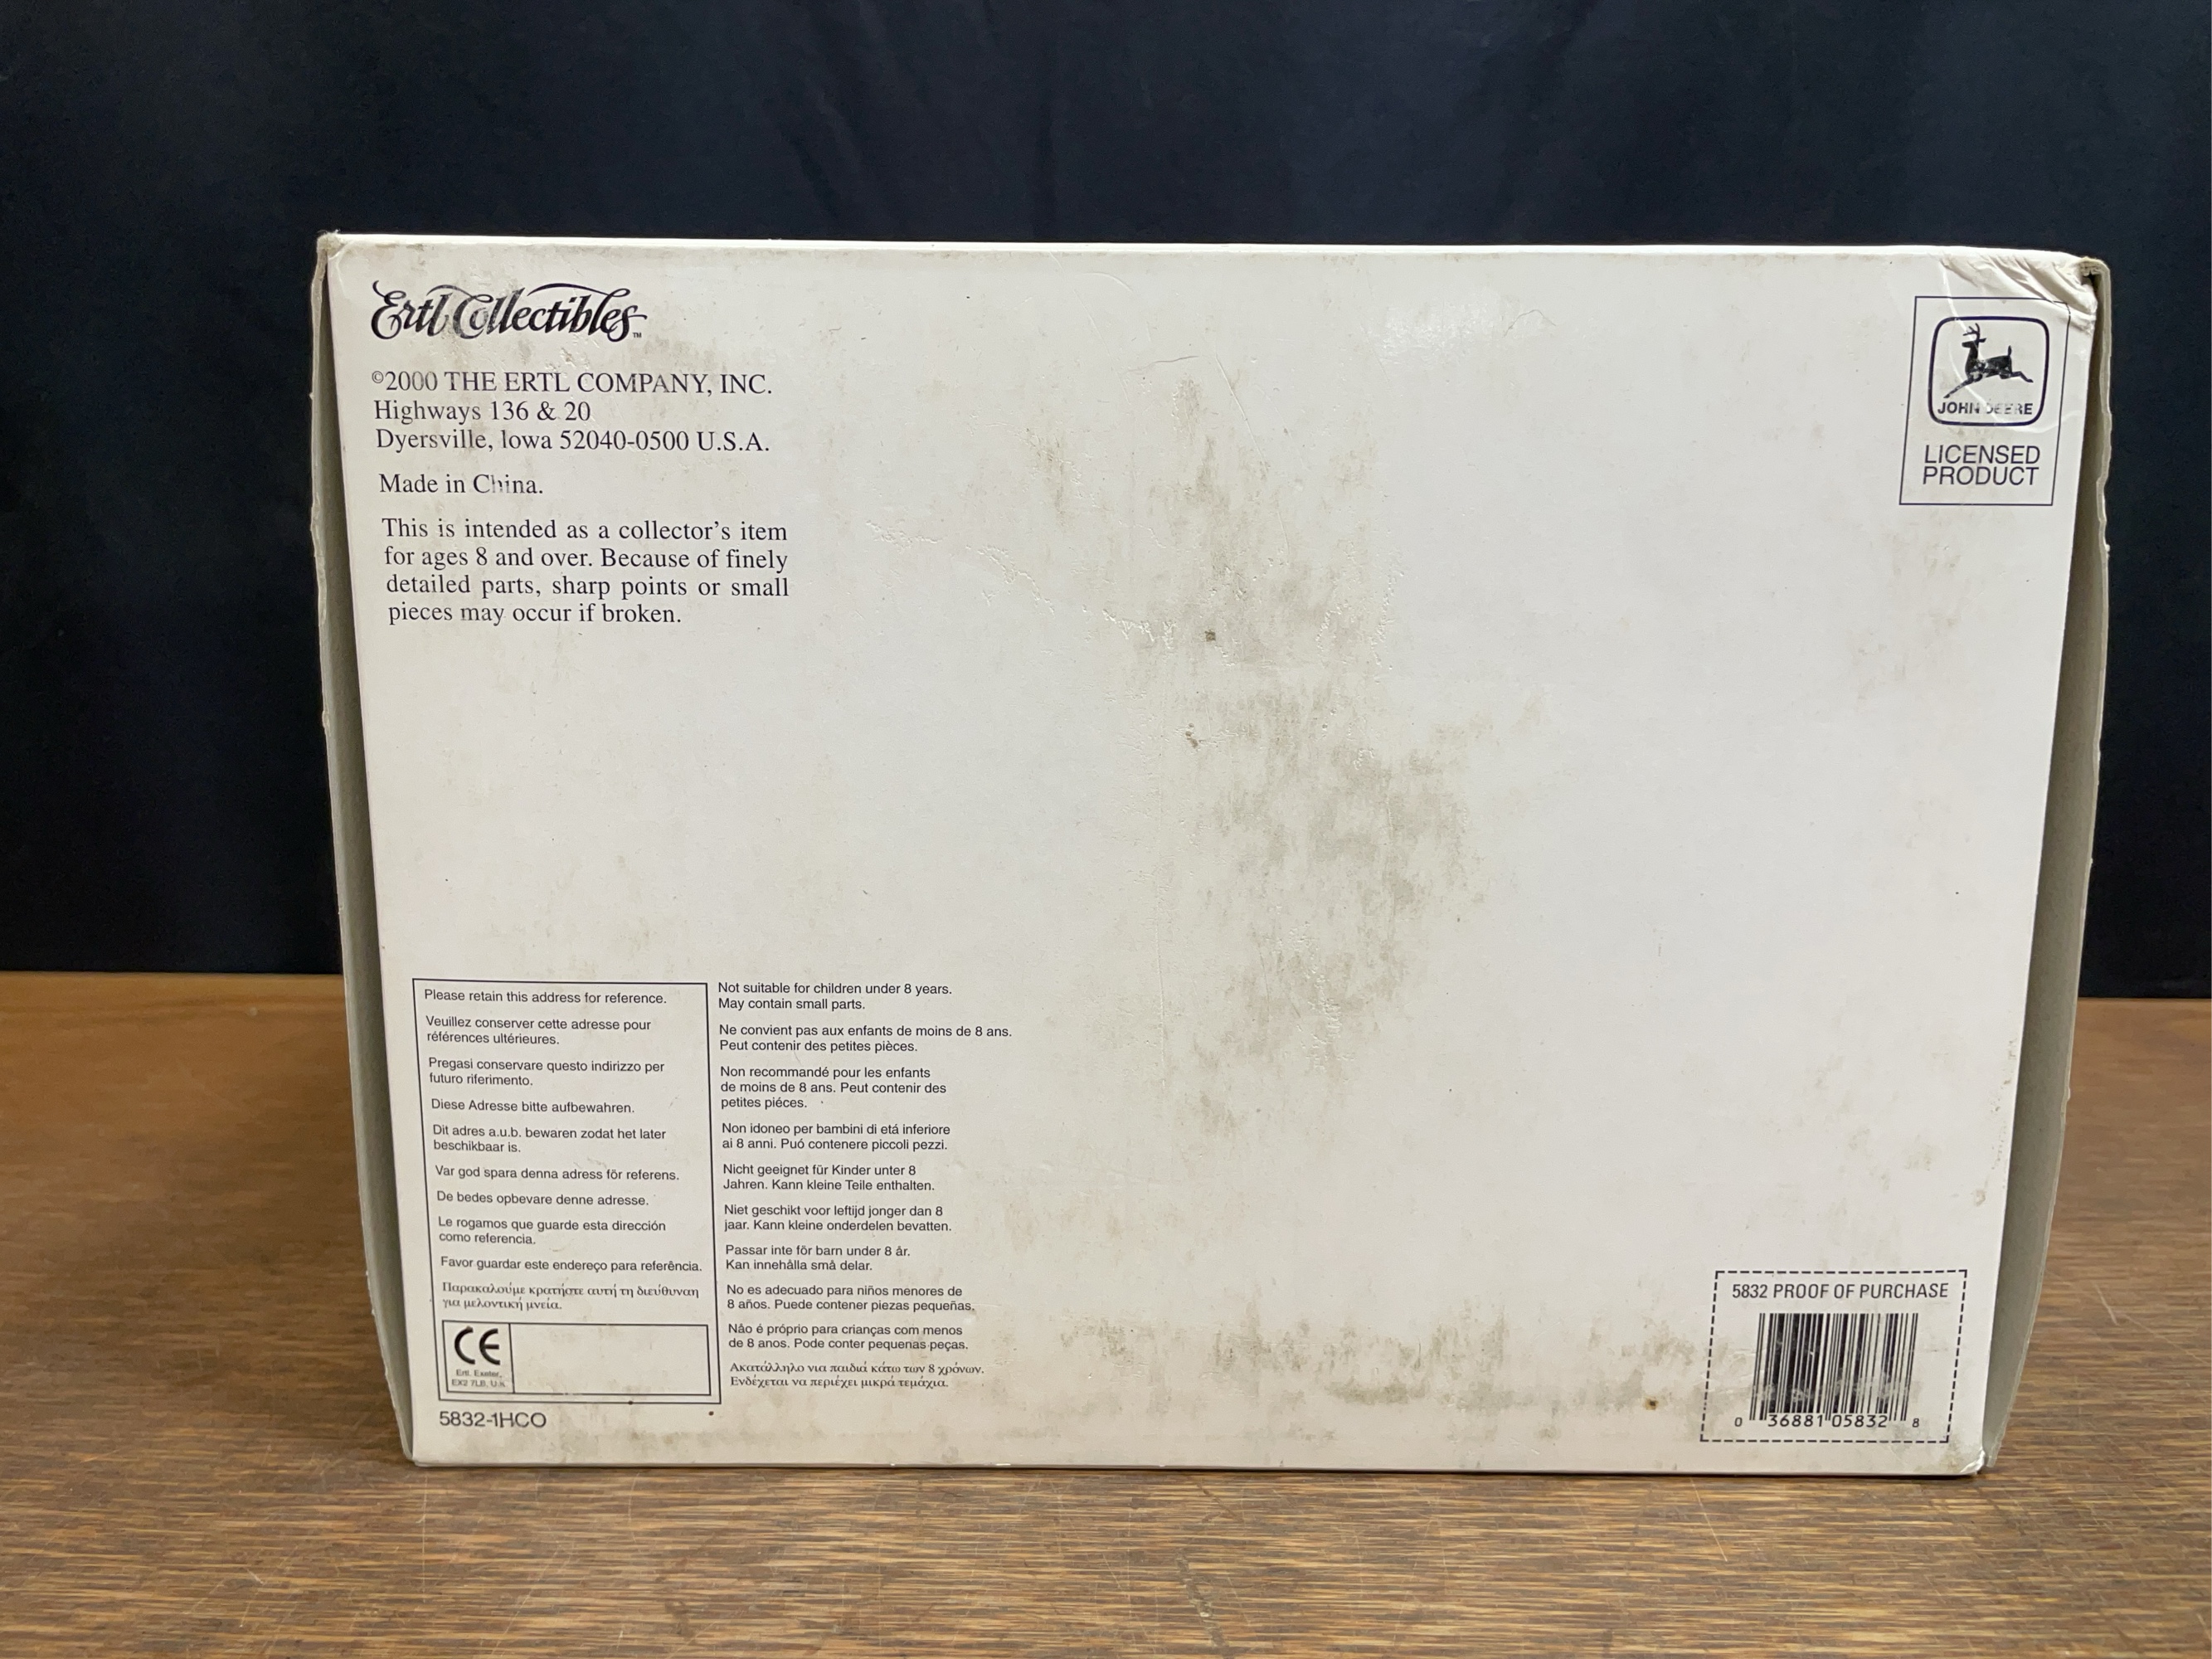 Ertl Collectibles™
©2000 THE ERTL COMPANY, INC.
Highways 136 & 20
Dyersville, Iowa 52040-0500 U.S.A.
Made in China.
This is intended as a collector's item
for ages 8 and over. Because of finely
detailed parts, sharp points or small
pieces may occur if broken.
JOHN DEERE
LICENSED
PRODUCT
Please retain this address for reference.
Veuillez conserver cette adresse pour
références ultérieures.
Pregasi conservare questo indirizzo per
futuro riferimento.
Diese Adresse bitte aufbewahren.
Dit adres a.u.b. bewaren zodat het later
beschikbaar is.
Var god spara denna adress för referens.
De bedes opbevare denne adresse.
Le rogamos que guarde esta dirección
como referencia.
Favor guardar este endereço para referência.
Παρακαλούμε κρατήστε αυτή τη διεύθυναη
για μελοντική μνεία.
CE
Ertl. Exeter,
EX2 7LB. U.K.
5832-1HCO
Not suitable for children under 8 years.
May contain small parts.
Ne convient pas aux enfants de moins de 8 ans.
Peut contenir des petites pièces.
Non recommandé pour les enfants
de moins de 8 ans. Peut contenir des
petites piéces.
Non idoneo per bambini di etá inferiore
ai 8 anni. Puó contenere piccoli pezzi.
Nicht geeignet für Kinder unter 8
Jahren. Kann kleine Teile enthalten.
Niet geschikt voor leftijd jonger dan 8
jaar. Kann kleine onderdelen bevatten.
Passar inte för barn under 8 år.
Kan innehålla små delar.
No es adecuado para niños menores de
8 años. Puede contener piezas pequeñas.
Não é próprio para crianças com menos
de 8 anos. Pode conter pequenas peças.
Ακατάλληλο για παιδιά κάτω των 8 χρόνων.
Ενδέχεται να περιέχει μικρά τεμάχια.
5832 PROOF OF PURCHASE
0 36881 05832 8